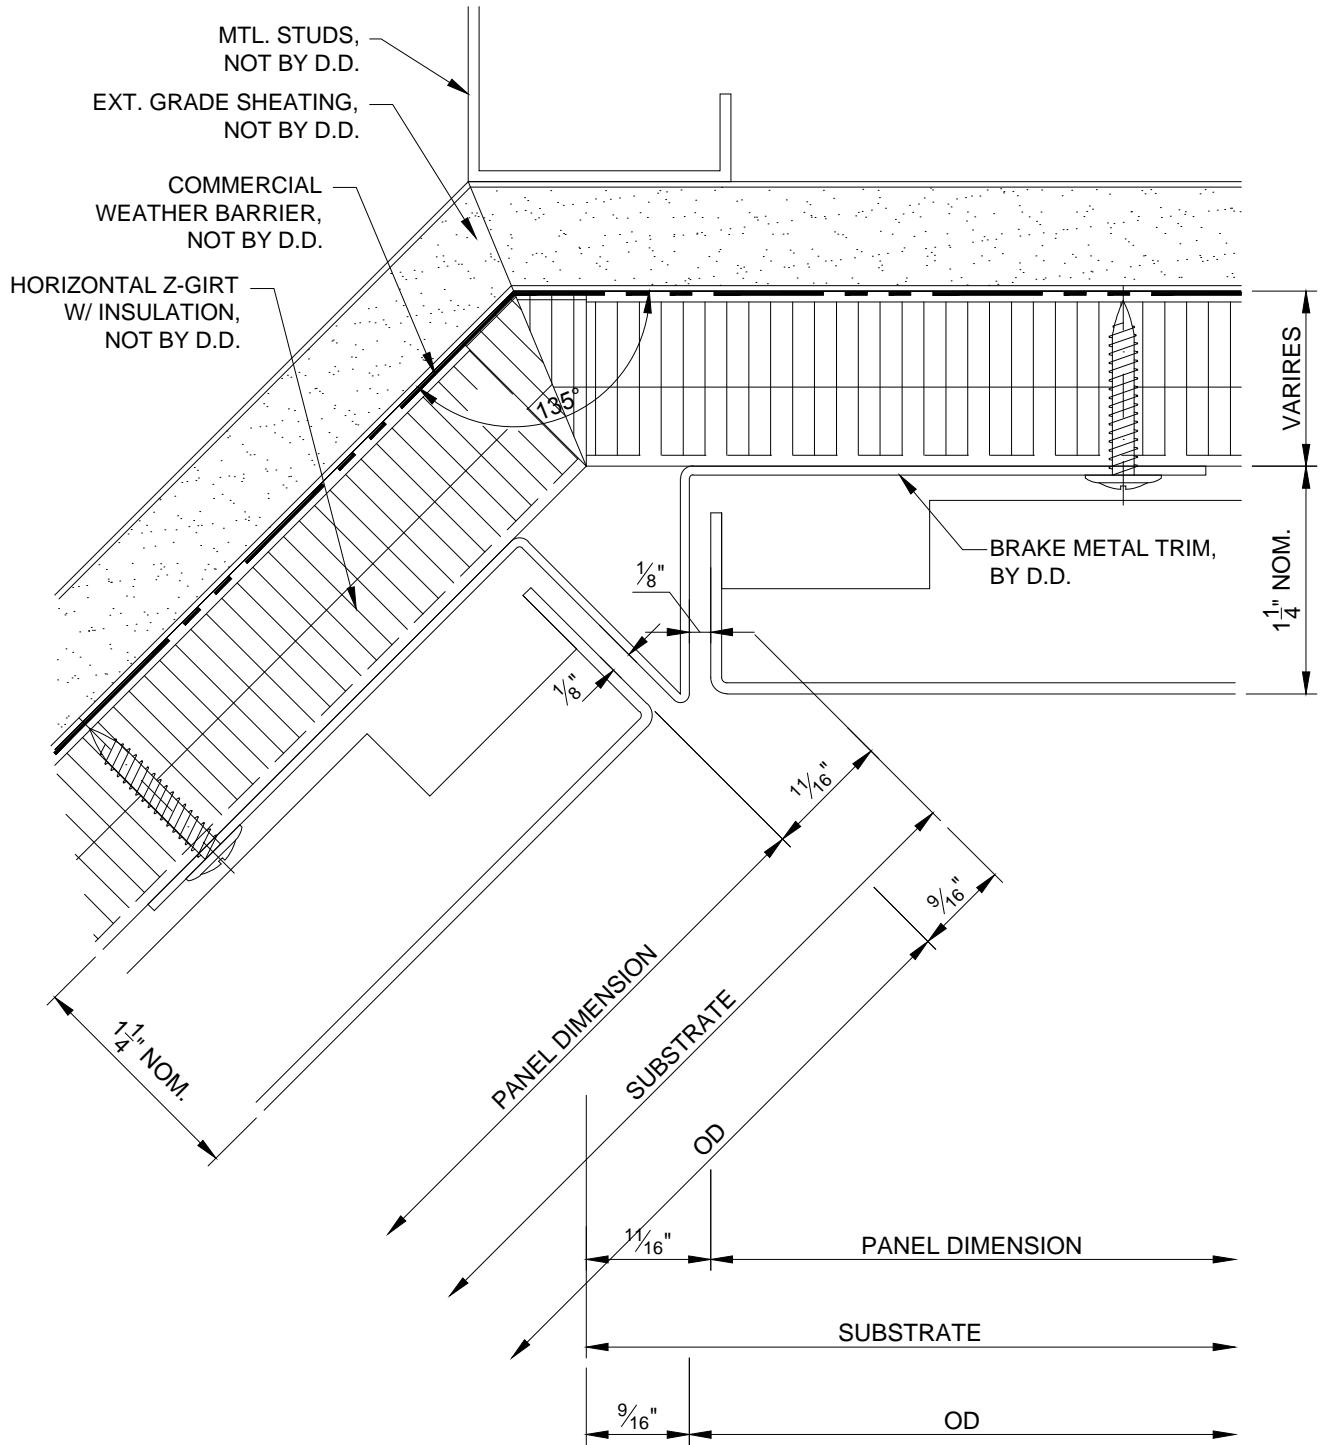 MTL. STUDS,
NOT BY D.D.
EXT. GRADE SHEATING,
NOT BY D.D.
COMMERCIAL
WEATHER BARRIER,
NOT BY D.D.
HORIZONTAL Z-GIRT
W/ INSULATION,
NOT BY D.D.
135°
VARIRES
BRAKE METAL TRIM,
BY D.D.
1/8"
1 1/4" NOM.
1/8"
11/16"
9/16"
PANEL DIMENSION
SUBSTRATE
OD
1 1/4" NOM.
11/16"
PANEL DIMENSION
SUBSTRATE
9/16"
OD